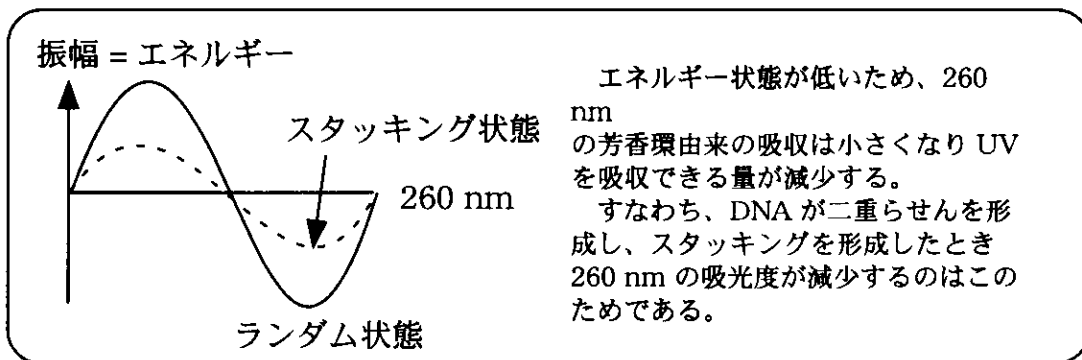 振幅 = エネルギー
スタッキング状態
260 nm
ランダム状態
エネルギー状態が低いため、260
nm
の芳香環由来の吸収は小さくなり UV
を吸収できる量が減少する。
すなわち、DNA が二重らせんを形
成し、スタッキングを形成したとき
260 nm の吸光度が減少するのはこの
ためである。